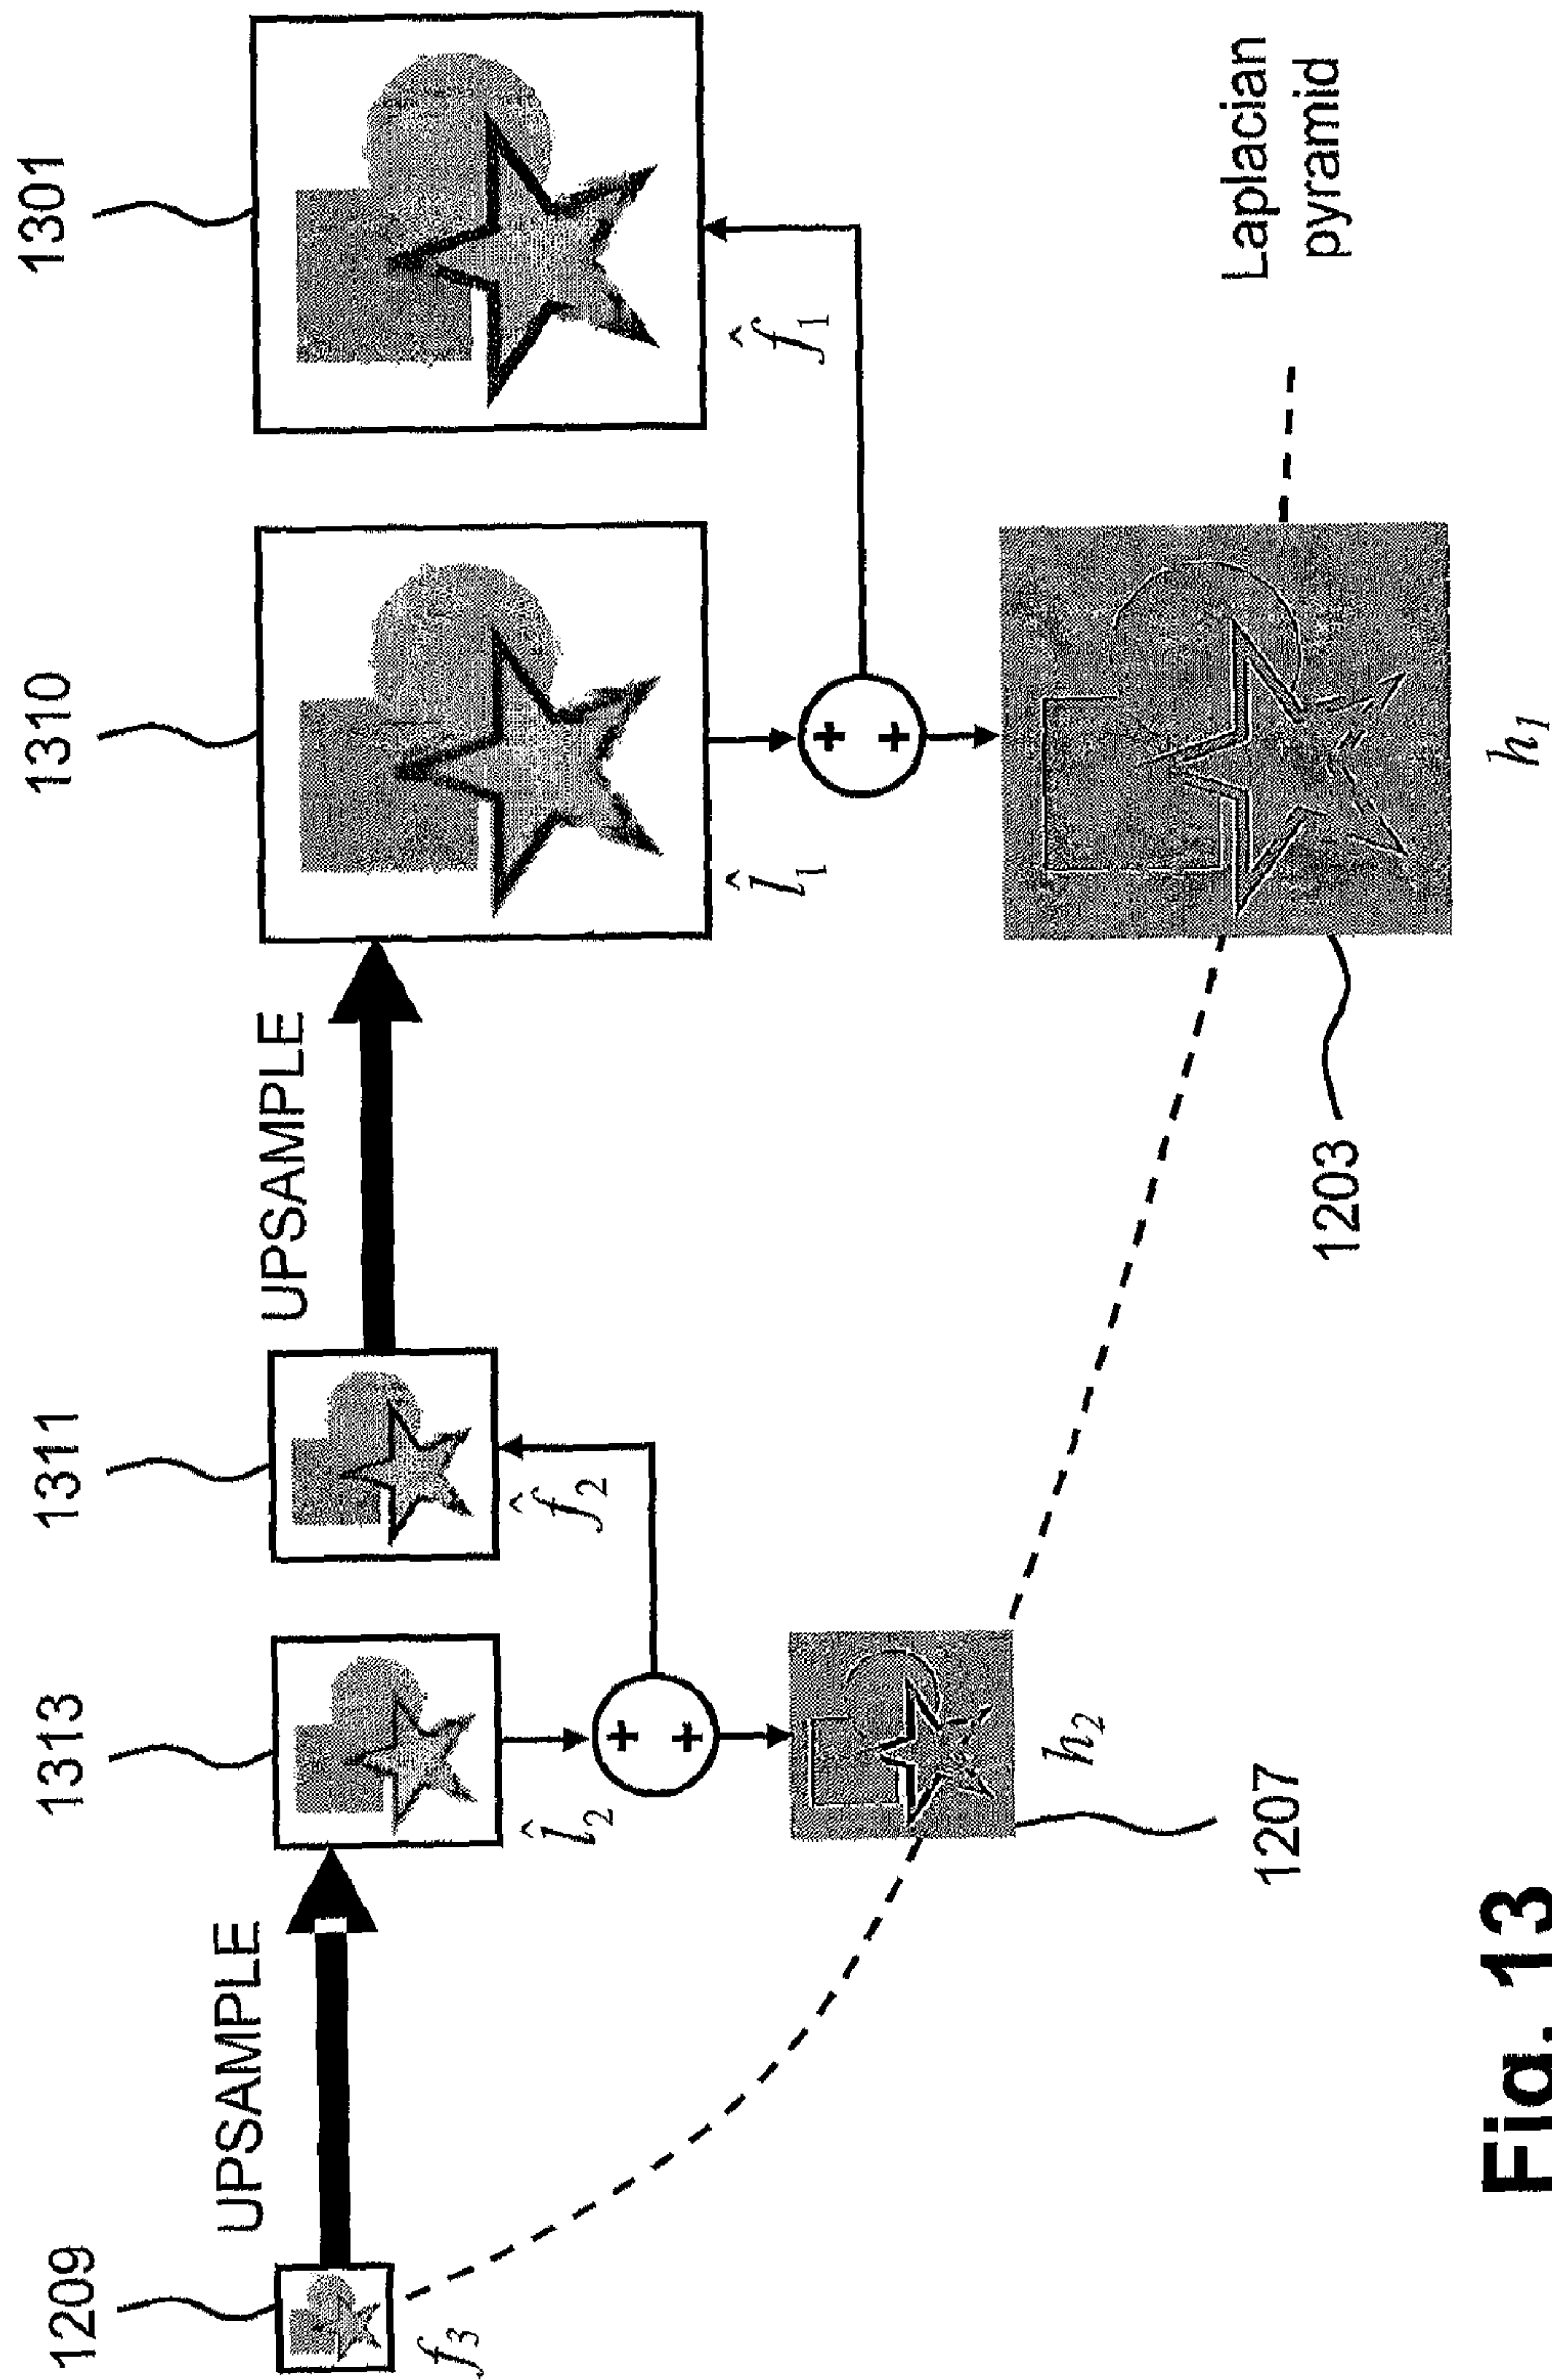 1209
1313
1311
1310
1301
UPSAMPLE
UPSAMPLE
f₃
l̂₂
f̂₂
l̂₁
f̂₁
+
+
+
+
h₂
1207
1203
h₁
Laplacian
pyramid
Fig. 13